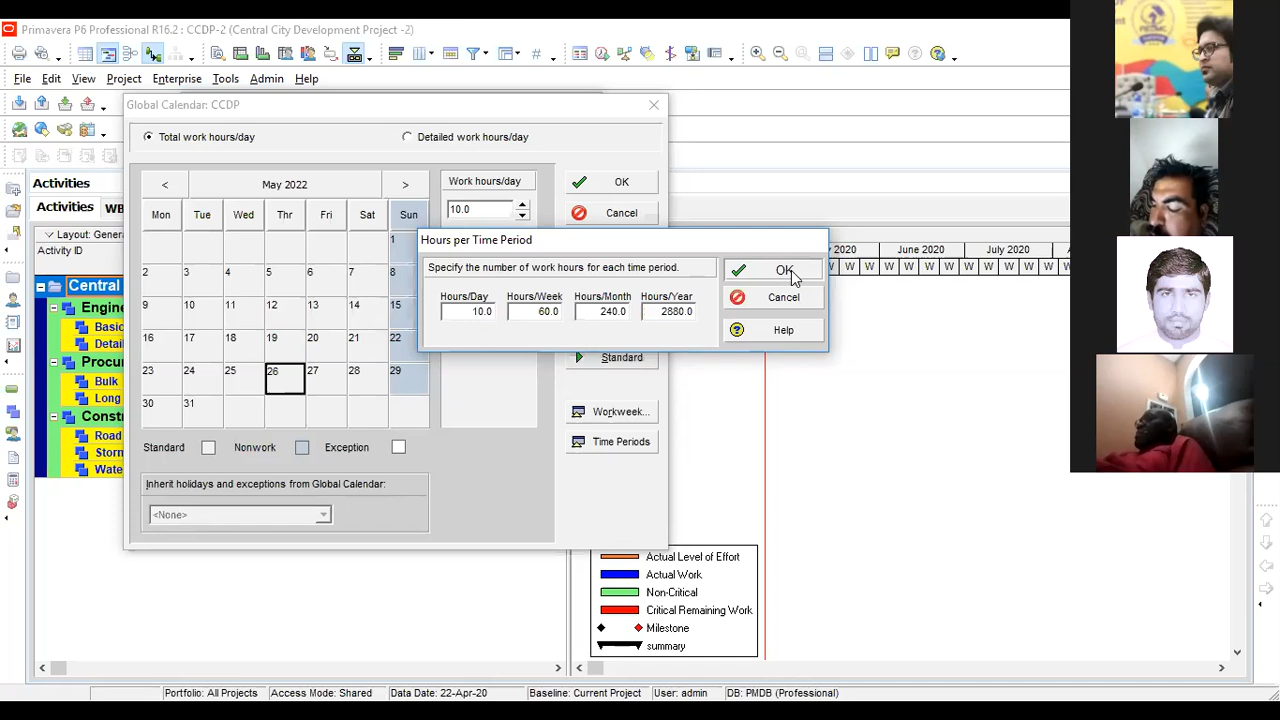 Primavera P6 Professional R16.2 : CCDP-2 (Central City Development Project -2)
File Edit View Project Enterprise Tools Admin Help
Global Calendar: CCDP
Total work hours/day Detailed work hours/day
Activities
Activities WB
Layout: Gener
Activity ID
Central
Engine
Basic
Detail
Procur
Bulk
Long
Constr
Road
Storm
Wate
< May 2022 >
Mon Tue Wed Thr Fri Sat Sun
1
2 3 4 5 6 7 8
9 10 11 12 13 14 15
16 17 18 19 20 21 22
23 24 25 26 27 28 29
30 31
Standard Nonwork Exception
Inherit holidays and exceptions from Global Calendar:
<None>
Work hours/day
10.0
OK
Cancel
Standard
Workweek...
Time Periods
Hours per Time Period
Specify the number of work hours for each time period.
Hours/Day Hours/Week Hours/Month Hours/Year
10.0 60.0 240.0 2880.0
OK
Cancel
Help
2020 June 2020 July 2020 A
W W W W W W W W W W W W
Actual Level of Effort
Actual Work
Non-Critical
Critical Remaining Work
Milestone
summary
Portfolio: All Projects Access Mode: Shared Data Date: 22-Apr-20 Baseline: Current Project User: admin DB: PMDB (Professional)